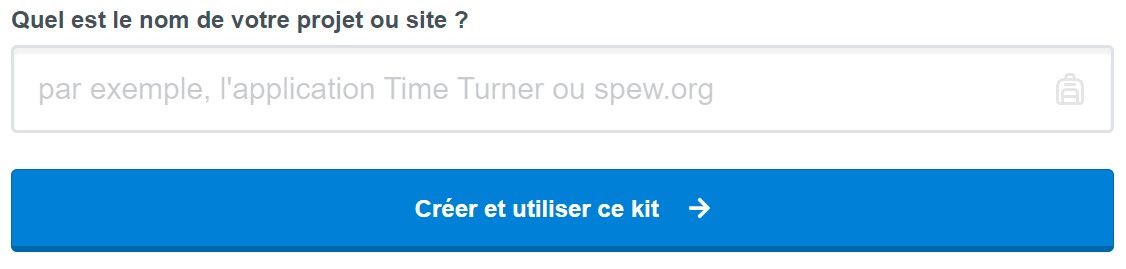 Quel est le nom de votre projet ou site ?
par exemple, l'application Time Turner ou spew.org
Créer et utiliser ce kit